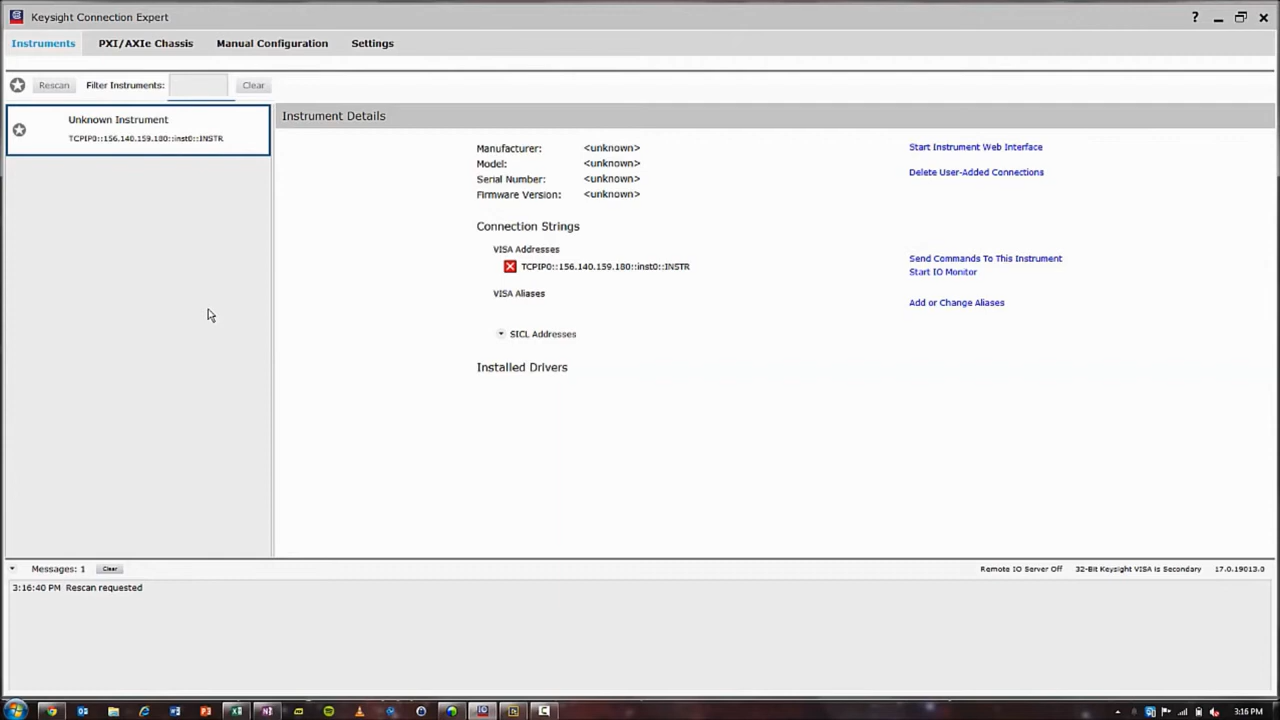 Keysight Connection Expert
?
Instruments PXI/AXIe Chassis Manual Configuration Settings
Rescan Filter Instruments: Clear
Unknown Instrument
TCPIP0::156.140.159.180::inst0::INSTR
Instrument Details
Manufacturer: <unknown> Start Instrument Web Interface
Model: <unknown>
Serial Number: <unknown> Delete User-Added Connections
Firmware Version: <unknown>
Connection Strings
VISA Addresses
TCPIP0::156.140.159.180::inst0::INSTR
Send Commands To This Instrument
Start IO Monitor
VISA Aliases
Add or Change Aliases
SICL Addresses
Installed Drivers
Messages: 1 Clear Remote IO Server Off 32-Bit Keysight VISA is Secondary 17.0.19013.0
3:16:40 PM Rescan requested
3:16 PM